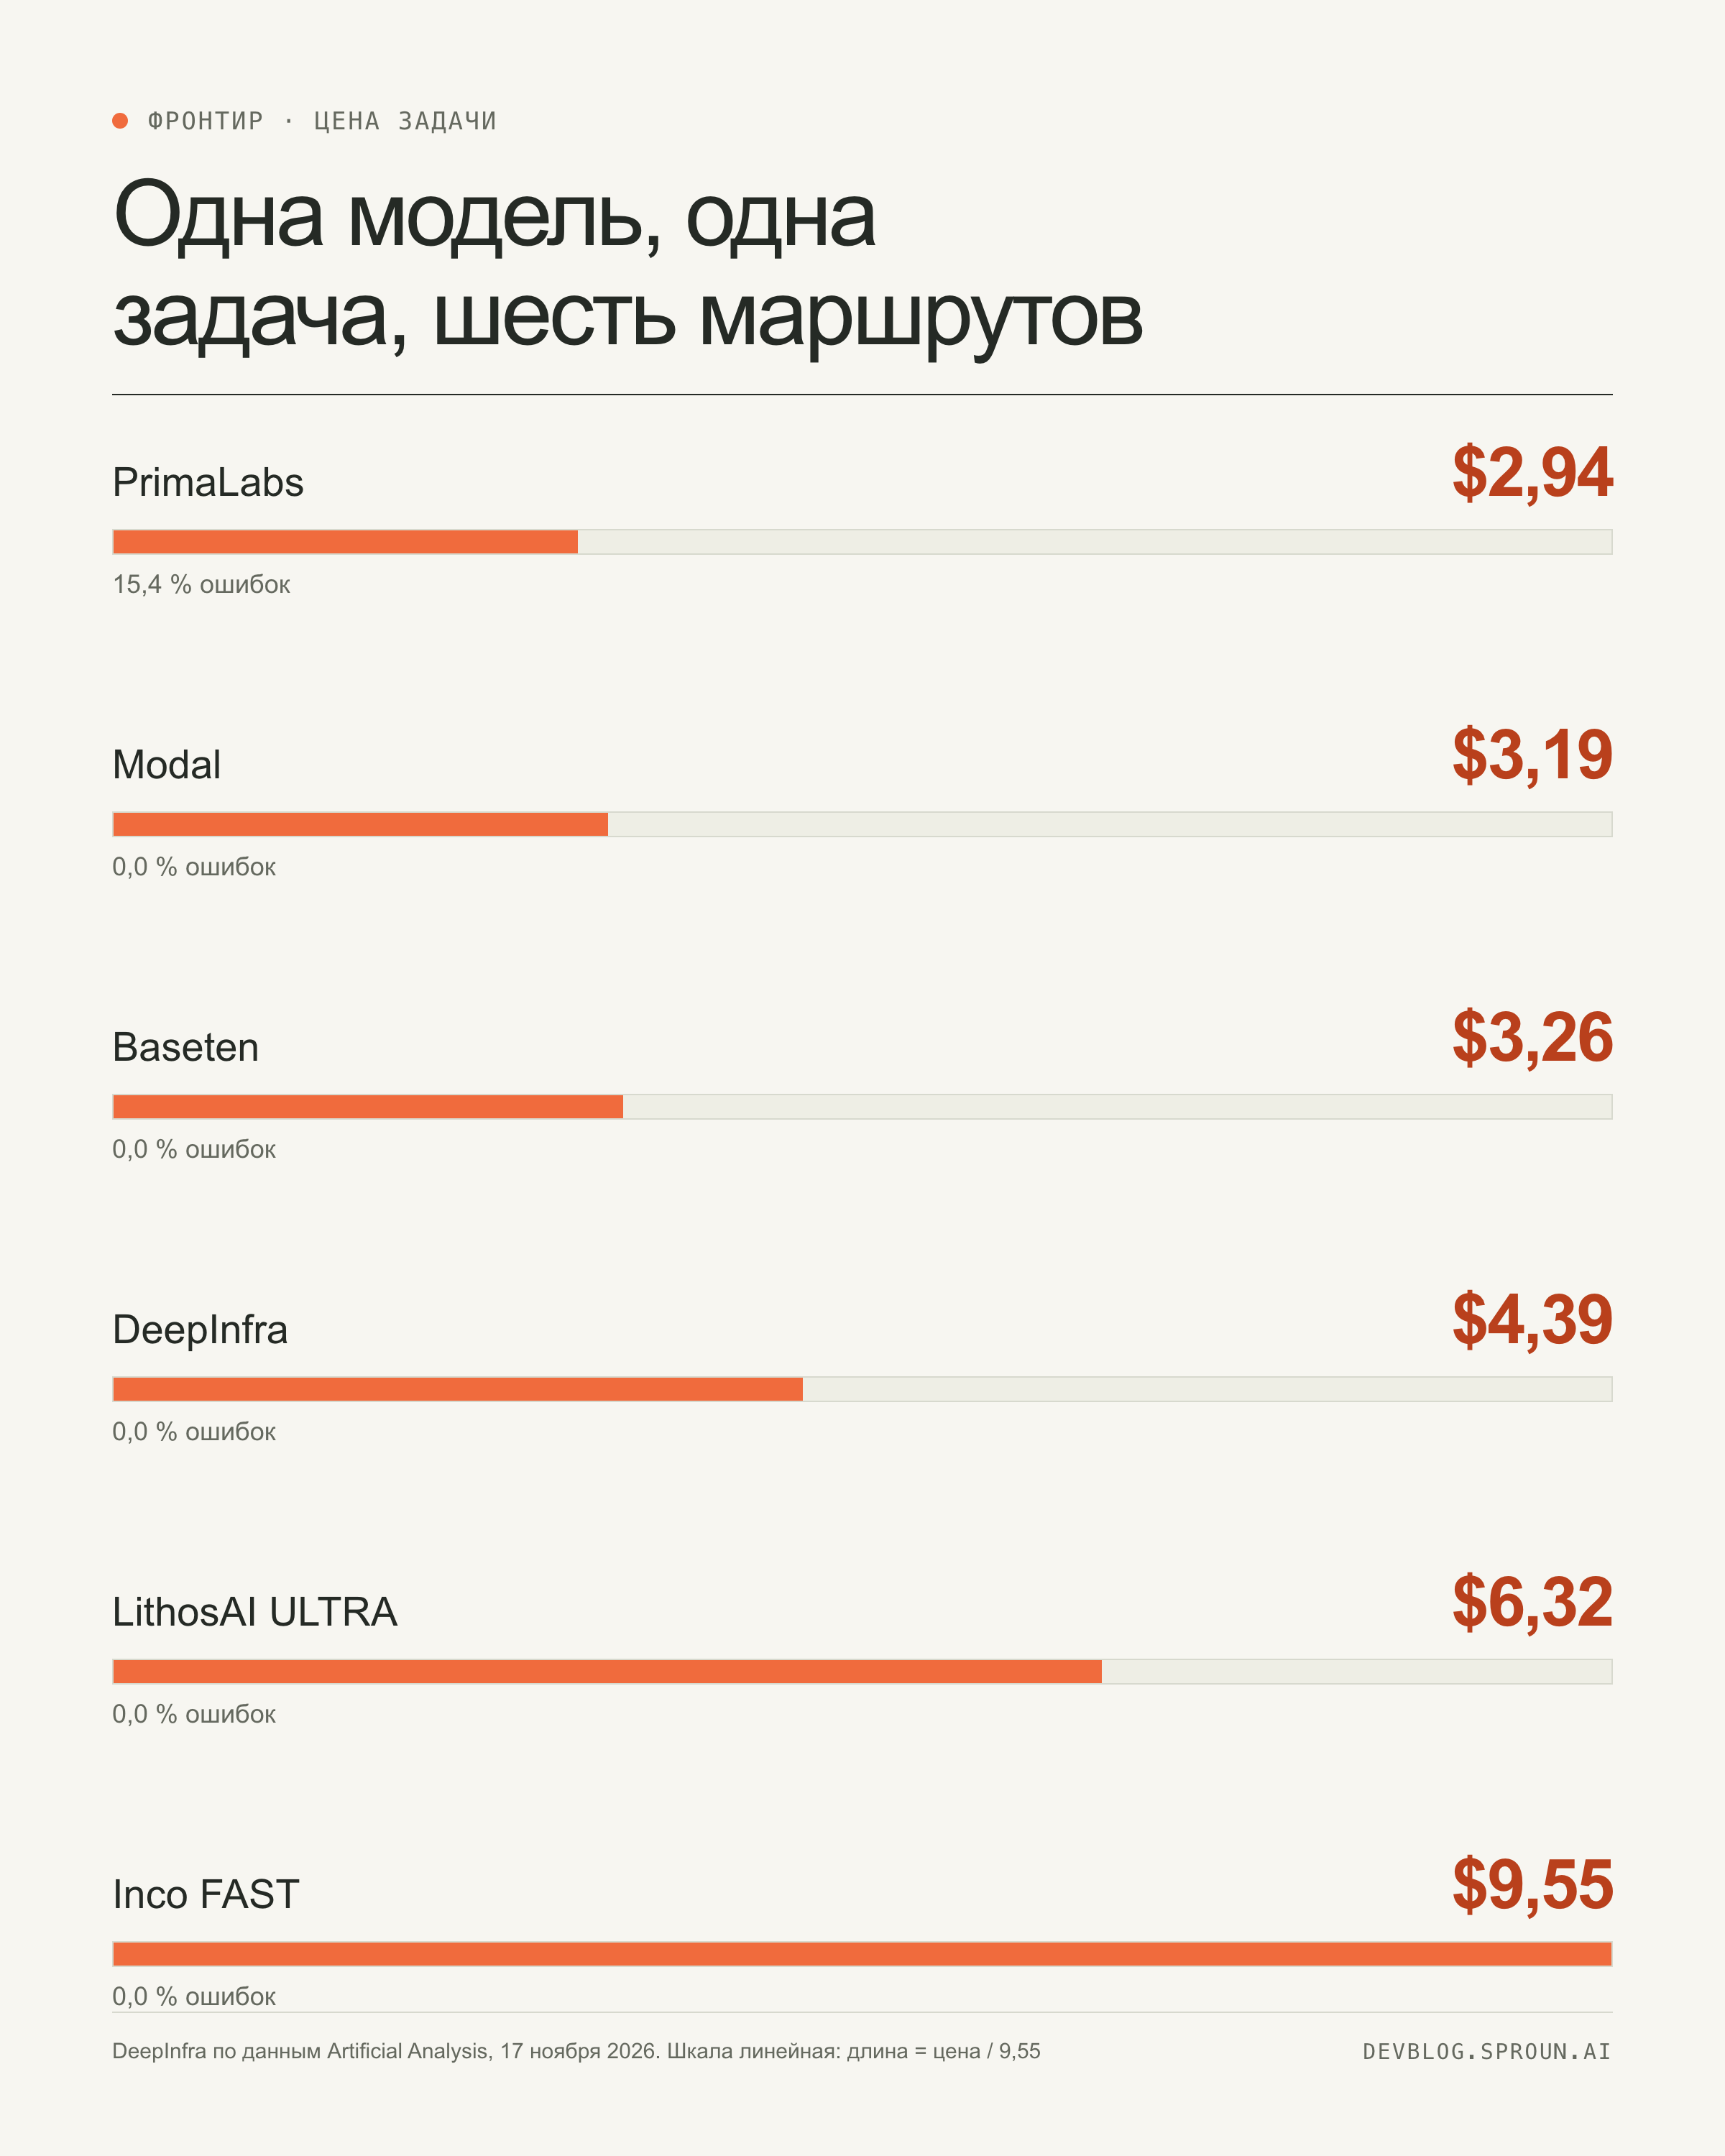 ФРОНТИР · ЦЕНА ЗАДАЧИ
Одна модель, одна
задача, шесть маршрутов
PrimaLabs
$2,94
15,4 % ошибок
Modal
$3,19
0,0 % ошибок
Baseten
$3,26
0,0 % ошибок
DeepInfra
$4,39
0,0 % ошибок
LithosAI ULTRA
$6,32
0,0 % ошибок
Inco FAST
$9,55
0,0 % ошибок
DeepInfra по данным Artificial Analysis, 17 ноября 2026. Шкала линейная: длина = цена / 9,55
DEVBLOG.SPROUN.AI